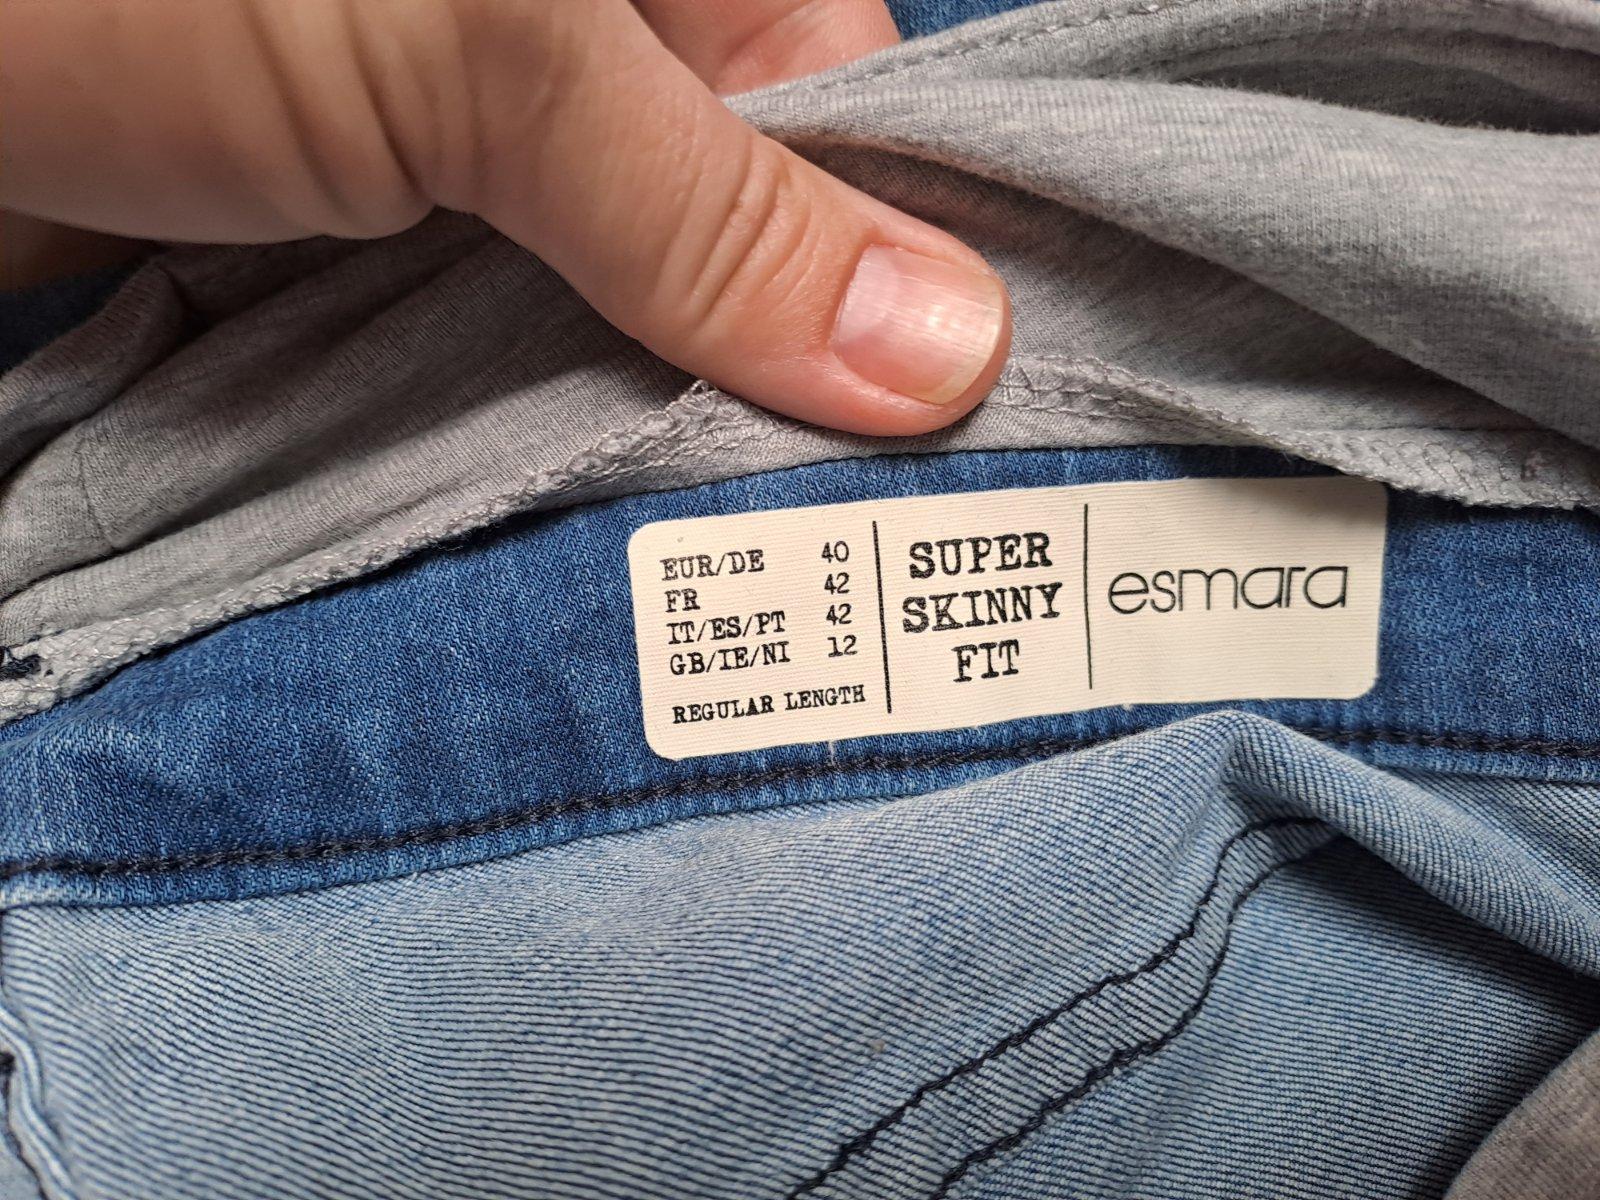 EUR/DE 40
FR 42
IT/ES/PT 42
GB/IE/NI 12
REGULAR LENGTH
SUPER
SKINNY
FIT
esmara